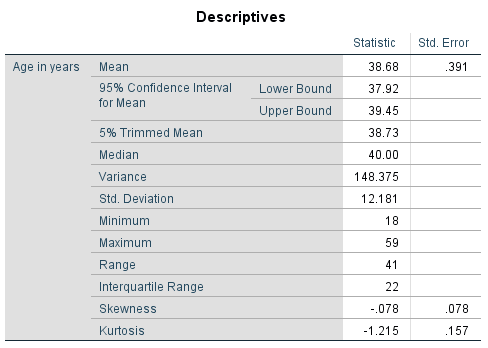 Descriptives
Statistic Std. Error
Age in years Mean 38.68 .391
95% Confidence Interval for Mean Lower Bound 37.92
Upper Bound 39.45
5% Trimmed Mean 38.73
Median 40.00
Variance 148.375
Std. Deviation 12.181
Minimum 18
Maximum 59
Range 41
Interquartile Range 22
Skewness -.078 .078
Kurtosis -1.215 .157